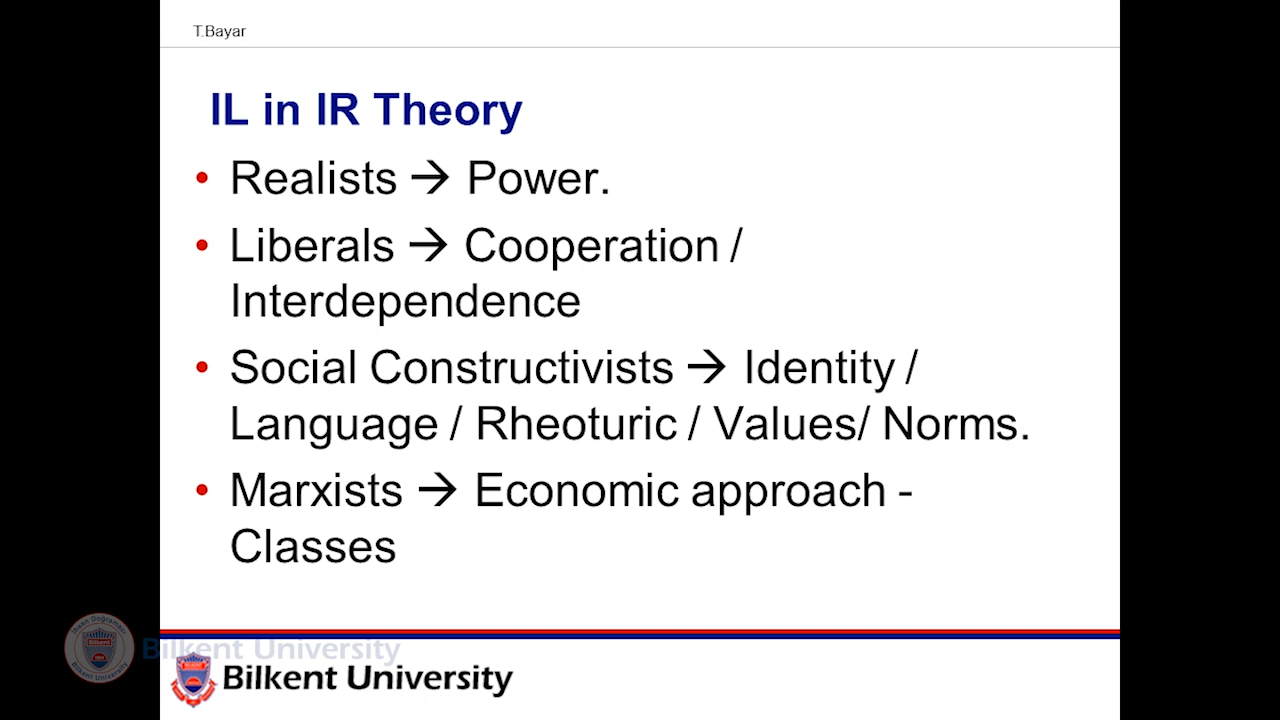 T.Bayar
IL in IR Theory
• Realists → Power.
• Liberals → Cooperation /
Interdependence
• Social Constructivists → Identity /
Language / Rheoturic / Values/ Norms.
• Marxists → Economic approach -
Classes
Bilkent University
Bilkent University